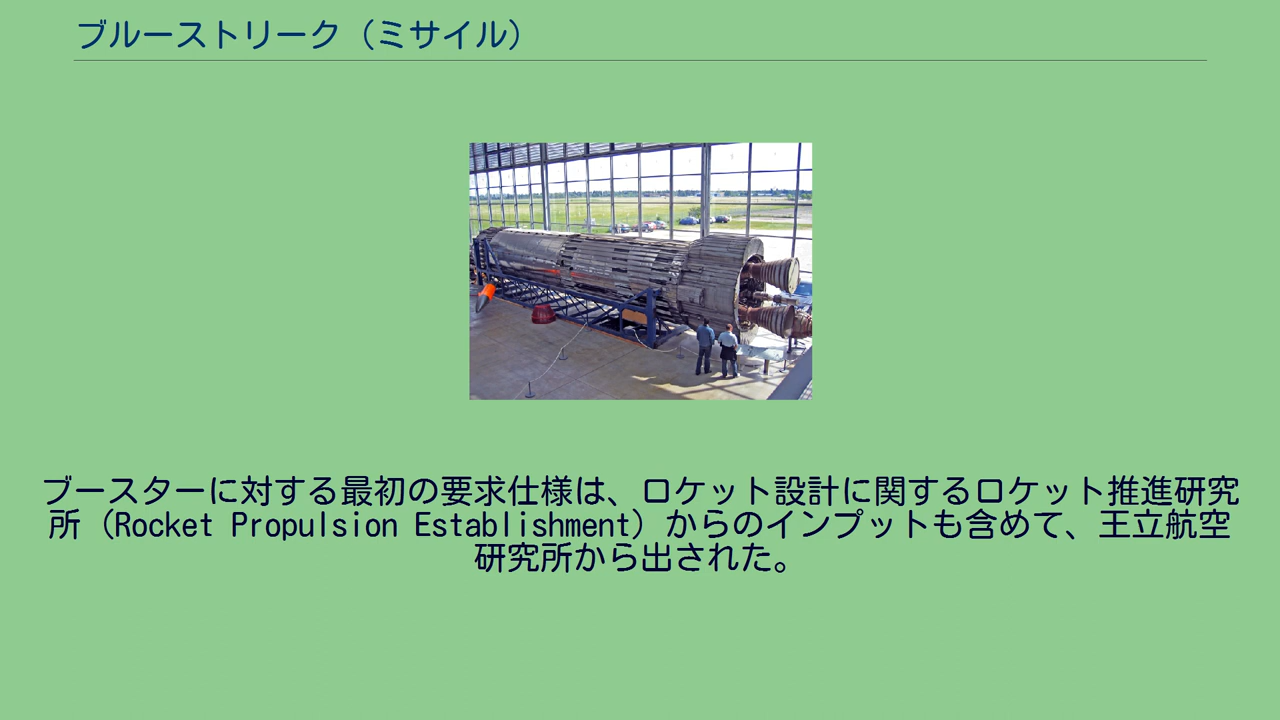 ブルーストリーク（ミサイル）
ブースターに対する最初の要求仕様は、ロケット設計に関するロケット推進研究
所（Rocket Propulsion Establishment）からのインプットも含めて、王立航空
研究所から出された。